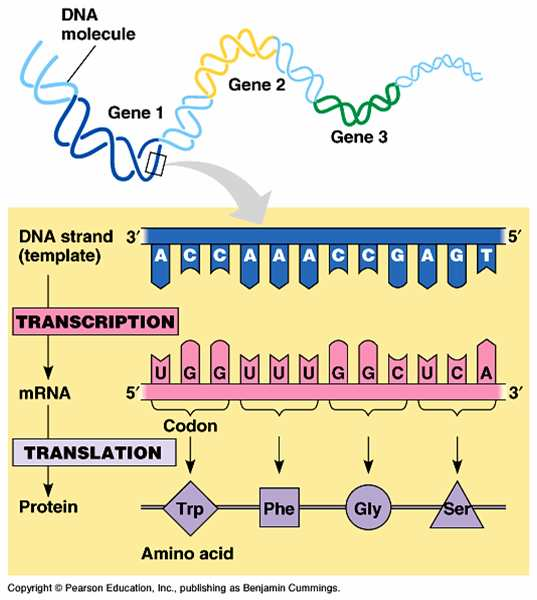 DNA
molecule
Gene 1
Gene 2
Gene 3
DNA strand
(template)
3′
5′
A C C A A A C C G A G T
TRANSCRIPTION
U G G U U U G G C U C A
mRNA
5′
3′
Codon
TRANSLATION
Protein
Trp
Phe
Gly
Ser
Amino acid
Copyright © Pearson Education, Inc., publishing as Benjamin Cummings.